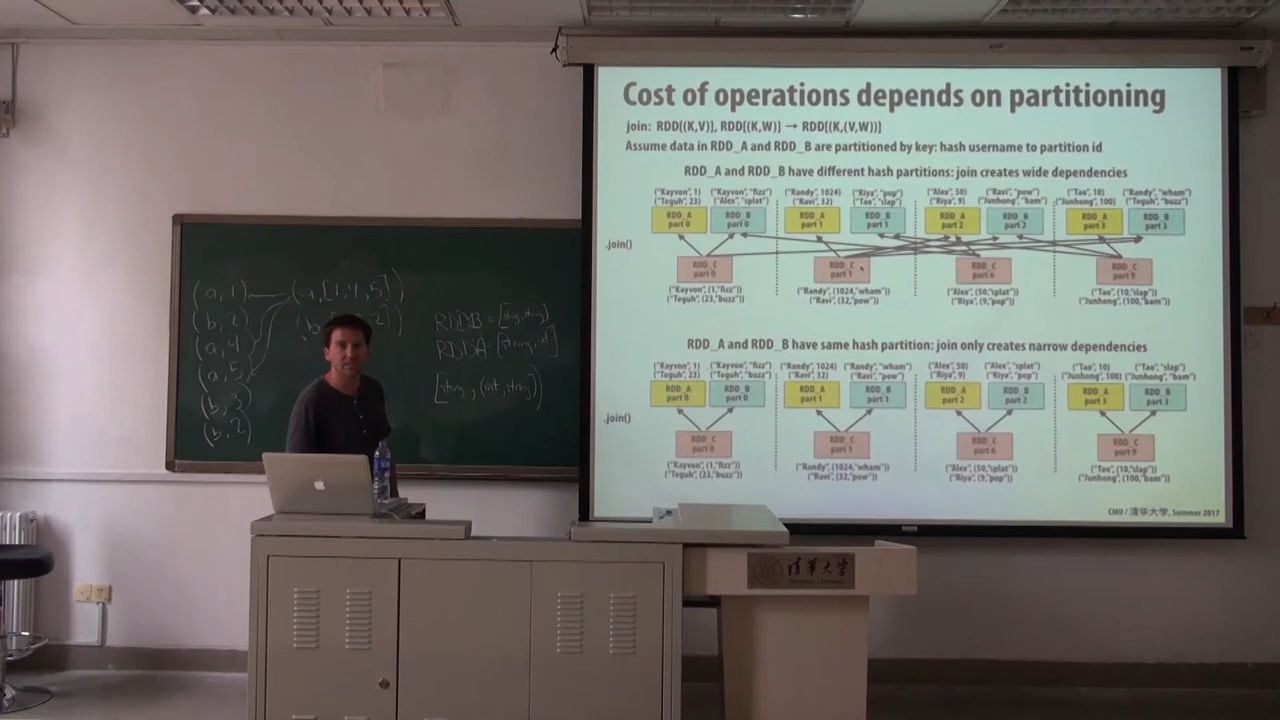 Cost of operations depends on partitioning
join: RDD[(K,V)], RDD[(K,W)] → RDD[(K,(V,W))]
Assume data in RDD_A and RDD_B are partitioned by key: hash username to partition id
RDD_A and RDD_B have different hash partitions: join creates wide dependencies
("Kayvon", 1) ("Kayvon", "fizz") ("Randy", 1024) ("Riya", "pop") ("Alex", 50) ("Ravi", "pow") ("Tao", 10) ("Randy", "wham")
("Teguh", 23) ("Alex", "splat") ("Ravi", 32) ("Tao", "slap") ("Riya", 9) ("Junhong", "bam") ("Junhong", 100) ("Teguh", "buzz")
RDD_A RDD_B RDD_A RDD_B RDD_A RDD_B RDD_A RDD_B
part 0 part 0 part 1 part 1 part 2 part 2 part 3 part 3
.join()
RDD_C RDD_C RDD_C RDD_C
part 0 part 1 part 6 part 9
("Kayvon", (1,"fizz")) ("Randy", (1024,"wham") ("Alex", (50,"splat") ("Tao", (10,"slap")
("Teguh", (23,"buzz") ("Ravi", (32,"pow") ("Riya", (9,"pop") ("Junhong", (100,"bam")
RDD_A and RDD_B have same hash partition: join only creates narrow dependencies
("Kayvon", 1) ("Kayvon", "fizz") ("Randy", 1024) ("Randy", "wham") ("Alex", 50) ("Alex", "splat") ("Tao", 10) ("Tao", "slap")
("Teguh", 23) ("Teguh", "buzz") ("Ravi", 32) ("Ravi", "pow") ("Riya", 9) ("Riya", "pop") ("Junhong", 100) ("Junhong", "bam")
RDD_A RDD_B RDD_A RDD_B RDD_A RDD_B RDD_A RDD_B
part 0 part 0 part 1 part 1 part 2 part 2 part 3 part 3
.join()
RDD_C RDD_C RDD_C RDD_C
part 0 part 1 part 6 part 9
("Kayvon", (1,"fizz")) ("Randy", (1024,"wham") ("Alex", (50,"splat") ("Tao", (10,"slap")
("Teguh", (23,"buzz") ("Ravi", (32,"pow") ("Riya", (9,"pop") ("Junhong", (100,"bam")
CMU / 清华大学, Summer 2017
(a,1) (a,[1,4,5])
(b,2) (b, 2])
(a,4)
(a,5)
(b,3)
(b,2)
RDDB = [string,string]
RDDA = [string,int]
[string, (int,string)]
清华大学
Tsinghua University